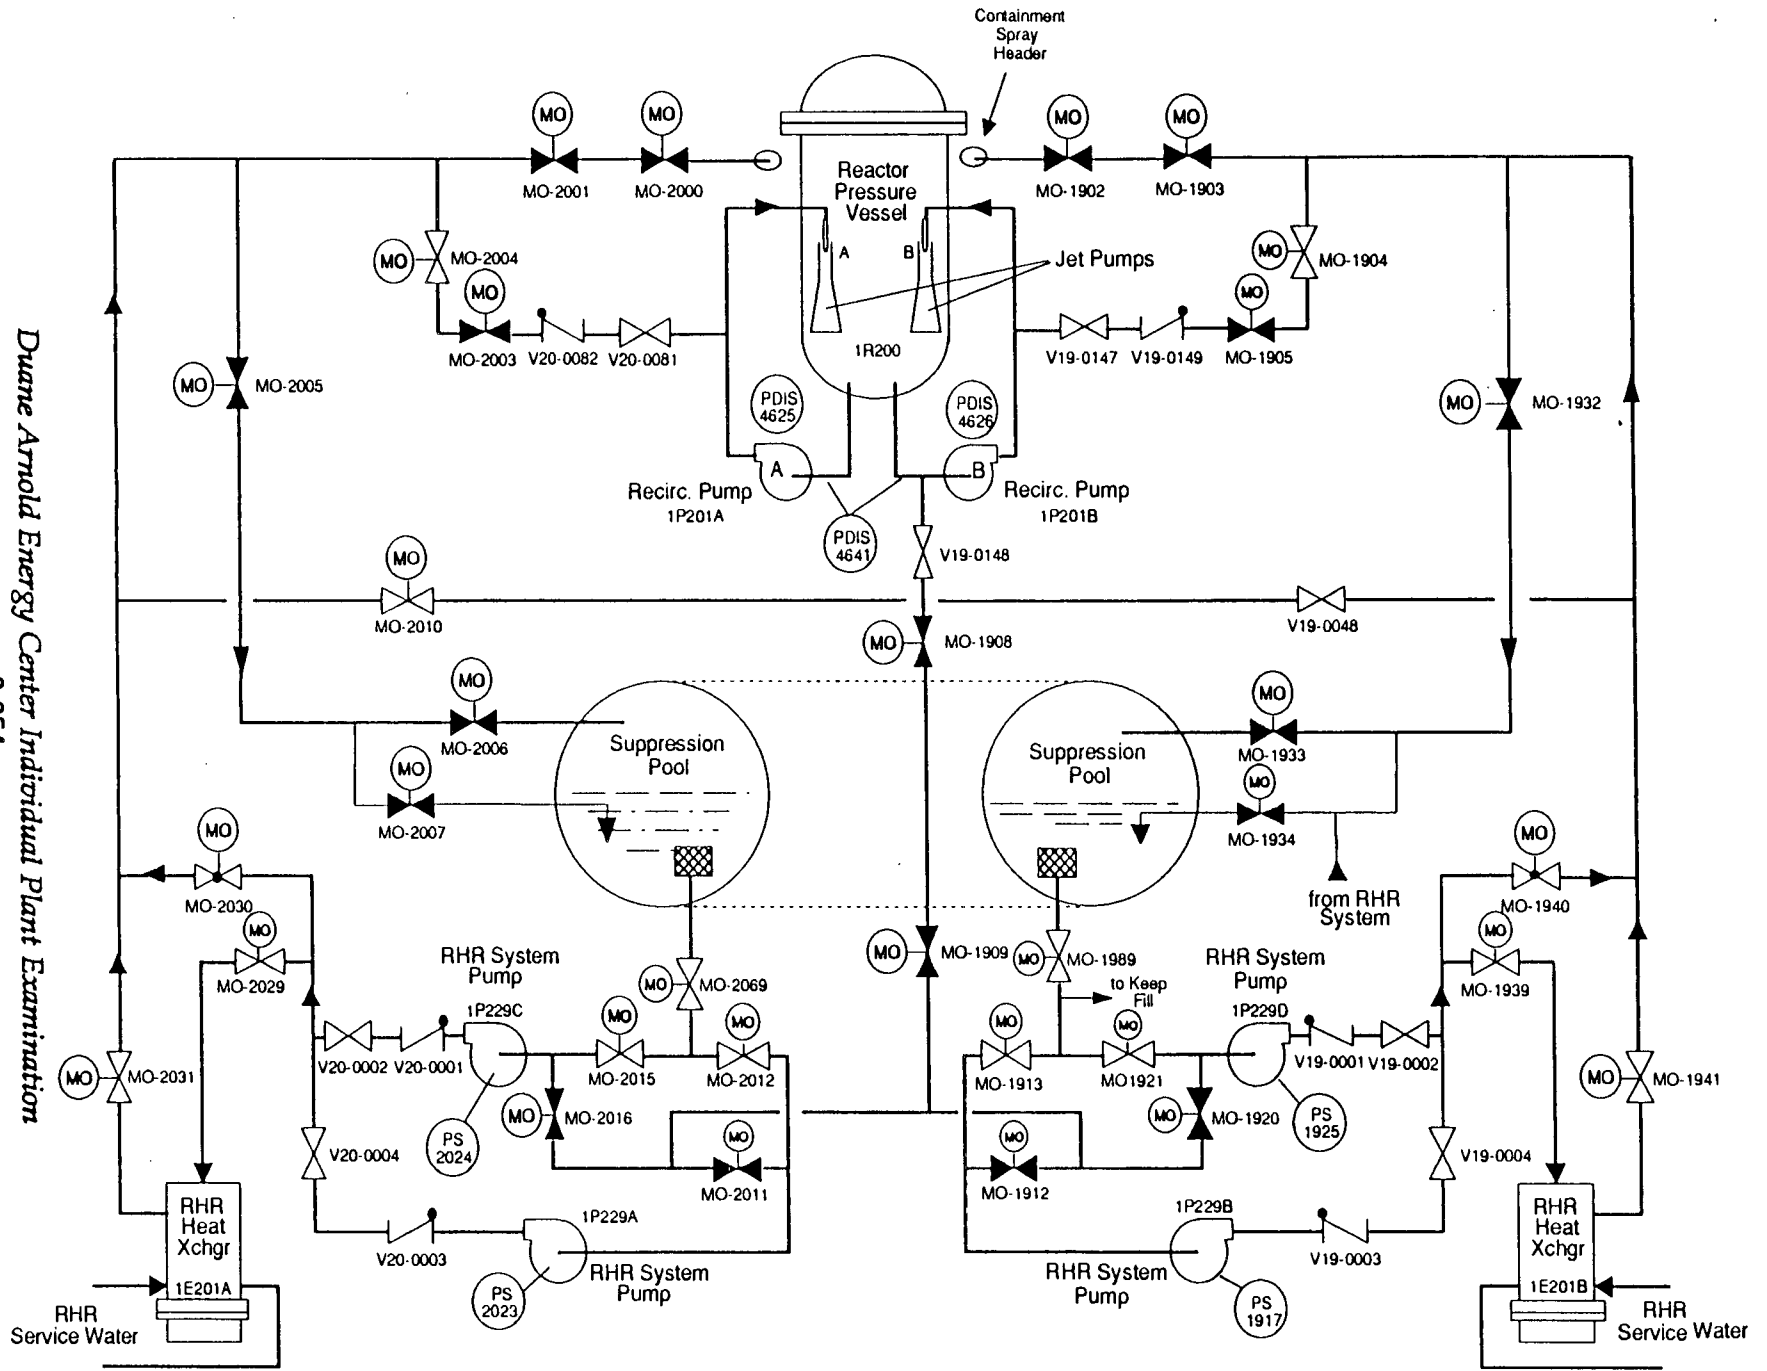 Containment
Spray
Header
MO
MO
MO
MO
MO-2001
MO-2000
MO-1902
MO-1903
Reactor
Pressure
Vessel
A
B
Jet Pumps
1R200
MO
MO-2004
MO
MO-2003
V20-0082
V20-0081
MO
MO-1904
MO
V19-0147
V19-0149
MO-1905
MO
MO-2005
PDIS
4625
PDIS
4626
MO
MO-1932
A
B
Recirc. Pump
1P201A
Recirc. Pump
1P201B
PDIS
4641
V19-0148
MO
MO-2010
V19-0048
MO
MO-1908
MO
MO-2006
MO
MO-2007
Suppression
Pool
Suppression
Pool
MO
MO-1933
MO
MO-1934
from RHR
System
MO
MO-2030
MO
MO-2029
MO
MO-1940
MO
MO-1939
RHR System
Pump
1P229C
MO
MO-2069
MO
MO-1909
MO
MO-1989
to Keep
Fill
RHR System
Pump
1P229D
MO
MO-2031
V20-0002
V20-0001
MO
MO-2015
MO
MO-2012
MO
MO-1913
MO
MO1921
V19-0001
V19-0002
MO
MO-1941
MO
MO-2016
PS
2024
MO
MO-2011
MO
MO-1912
MO
MO-1920
PS
1925
V20-0004
V19-0004
RHR
Heat
Xchgr
1E201A
V20-0003
1P229A
RHR System
Pump
PS
2023
1P229B
RHR System
Pump
PS
1917
V19-0003
RHR
Heat
Xchgr
1E201B
RHR
Service Water
RHR
Service Water
Duane Arnold Energy Center Individual Plant Examination